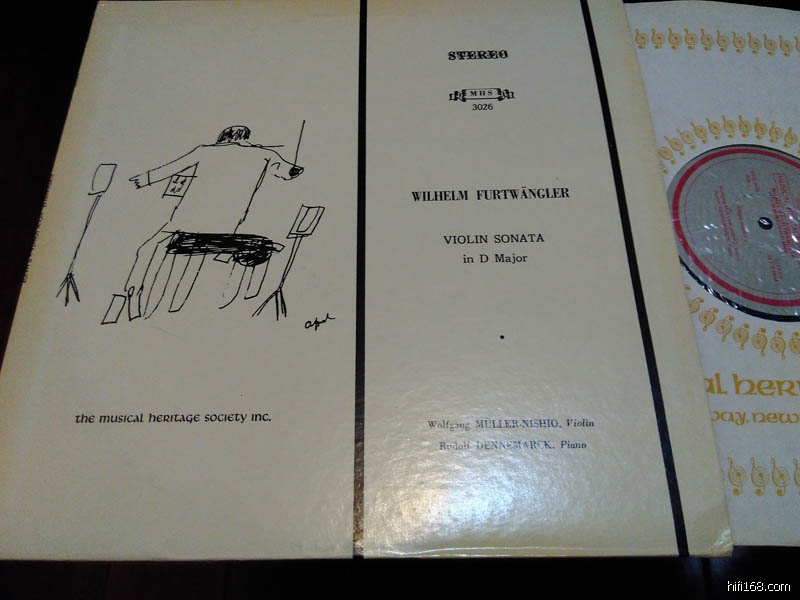 STEREO
MHS
3026
WILHELM FURTWÄNGLER
VIOLIN SONATA
in D Major
the musical heritage society inc.
Wolfgang MÜLLER-NISHIO, Violin
Rudolf DENNEMARCK, Piano
hifi168.com